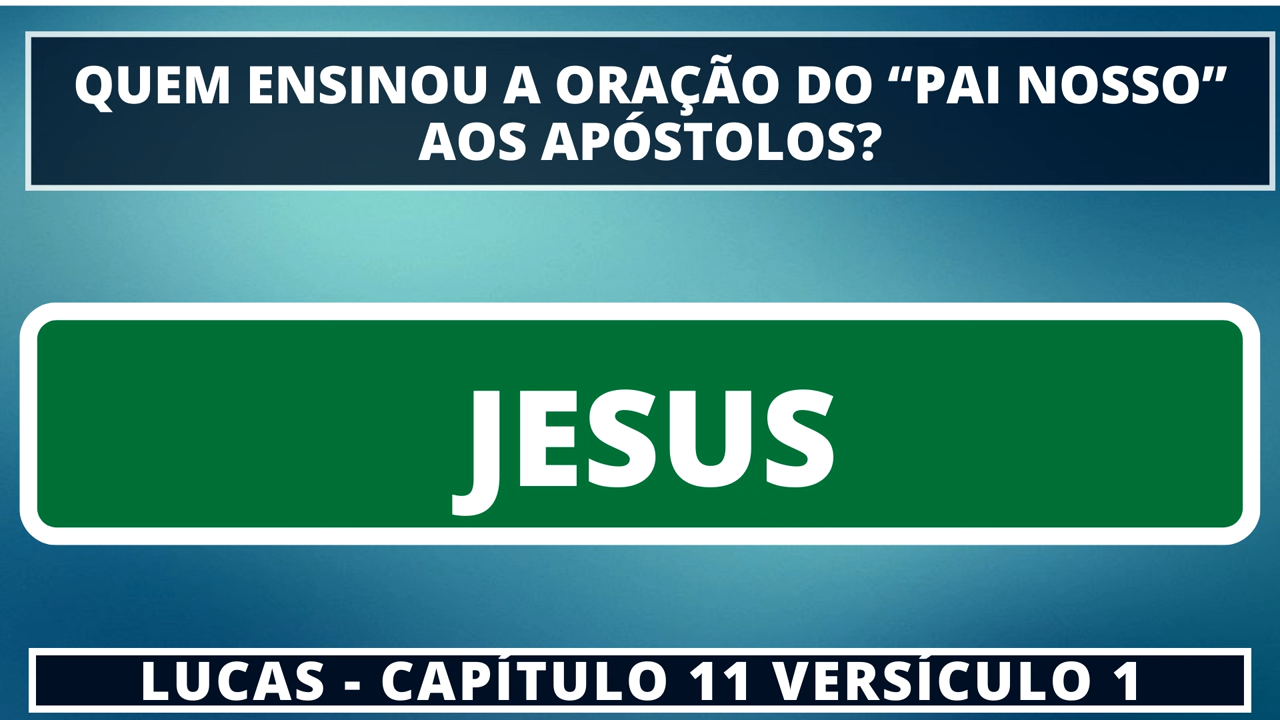 QUEM ENSINOU A ORAÇÃO DO “PAI NOSSO”
AOS APÓSTOLOS?
JESUS
LUCAS - CAPÍTULO 11 VERSÍCULO 1